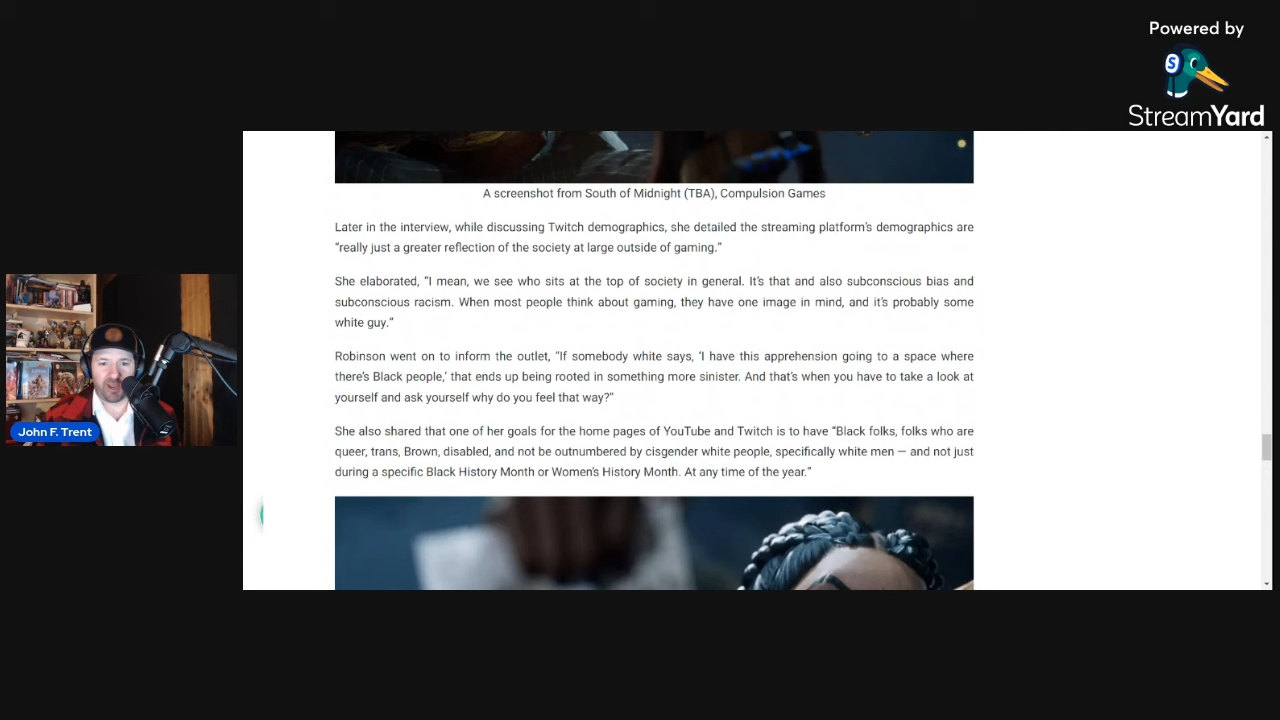 Powered by
StreamYard
A screenshot from South of Midnight (TBA), Compulsion Games
Later in the interview, while discussing Twitch demographics, she detailed the streaming platform’s demographics are
“really just a greater reflection of the society at large outside of gaming.”
She elaborated, “I mean, we see who sits at the top of society in general. It’s that and also subconscious bias and
subconscious racism. When most people think about gaming, they have one image in mind, and it’s probably some
white guy.”
Robinson went on to inform the outlet, “If somebody white says, ‘I have this apprehension going to a space where
there’s Black people,’ that ends up being rooted in something more sinister. And that’s when you have to take a look at
yourself and ask yourself why do you feel that way?”
She also shared that one of her goals for the home pages of YouTube and Twitch is to have “Black folks, folks who are
queer, trans, Brown, disabled, and not be outnumbered by cisgender white people, specifically white men — and not just
during a specific Black History Month or Women’s History Month. At any time of the year.”
John F. Trent